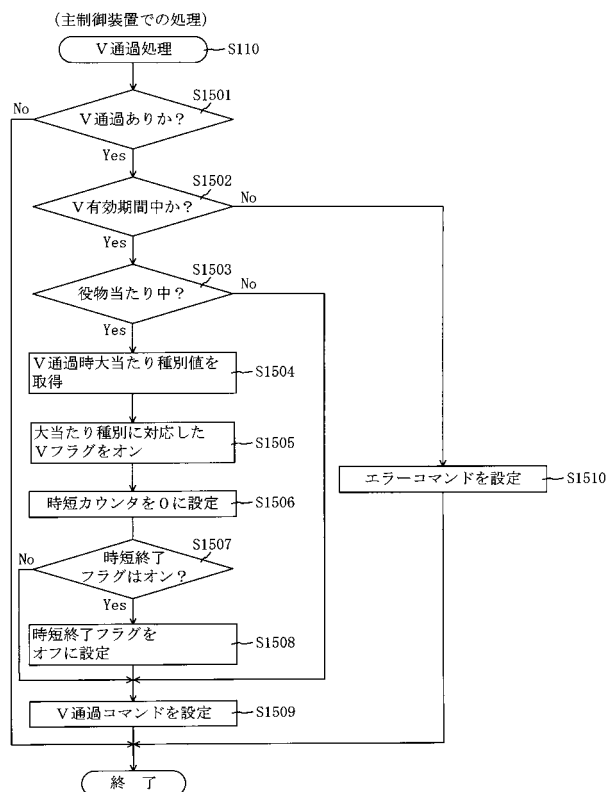 (主制御装置での処理)
V通過処理
S110
S1501
No
V通過ありか？
Yes
S1502
No
V有効期間中か？
Yes
S1503
No
役物当たり中？
Yes
V通過時大当たり種別値を
取得
S1504
大当たり種別に対応した
Vフラグをオン
S1505
エラーコマンドを設定
S1510
時短カウンタを0に設定
S1506
S1507
No
時短終了
フラグはオン？
Yes
時短終了フラグを
オフに設定
S1508
V通過コマンドを設定
S1509
終 了